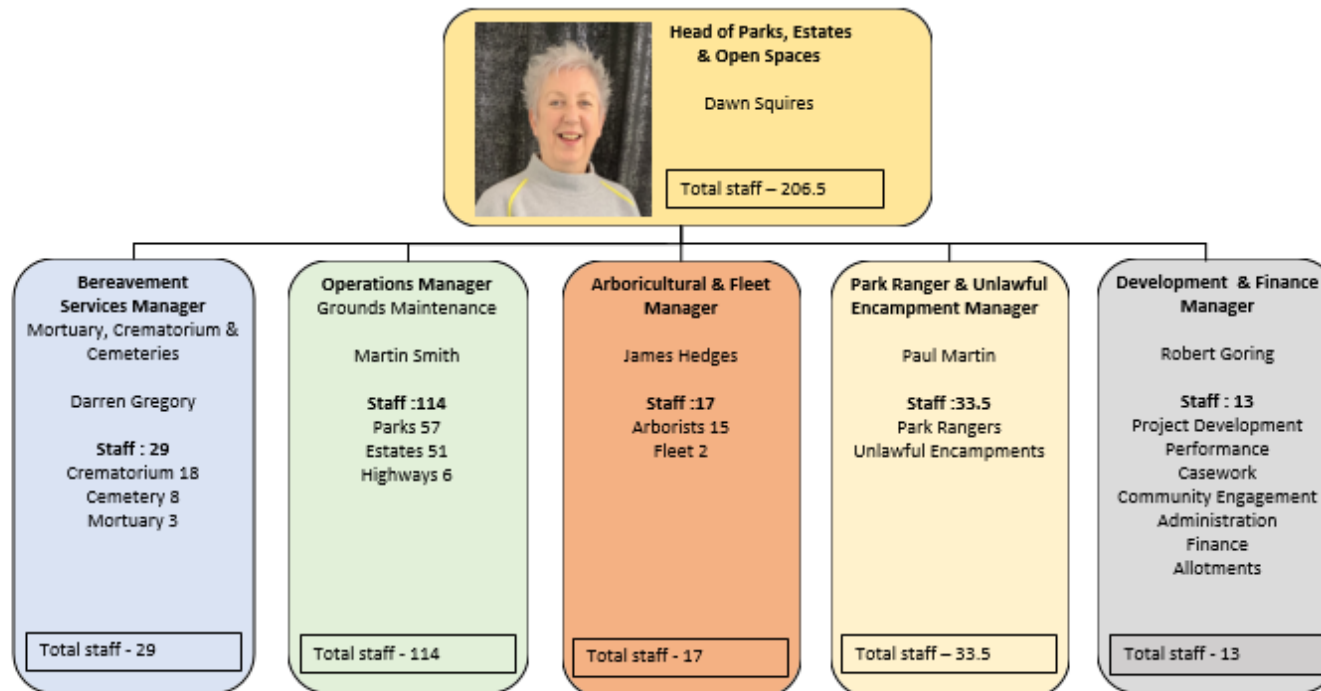 Head of Parks, Estates
& Open Spaces
Dawn Squires
Total staff – 206.5
Bereavement
Services Manager
Mortuary, Crematorium &
Cemeteries
Darren Gregory
Staff : 29
Crematorium 18
Cemetery 8
Mortuary 3
Total staff - 29
Operations Manager
Grounds Maintenance
Martin Smith
Staff :114
Parks 57
Estates 51
Highways 6
Total staff - 114
Arboricultural & Fleet
Manager
James Hedges
Staff :17
Arborists 15
Fleet 2
Total staff - 17
Park Ranger & Unlawful
Encampment Manager
Paul Martin
Staff :33.5
Park Rangers
Unlawful Encampments
Total staff – 33.5
Development & Finance
Manager
Robert Goring
Staff : 13
Project Development
Performance
Casework
Community Engagement
Administration
Finance
Allotments
Total staff - 13